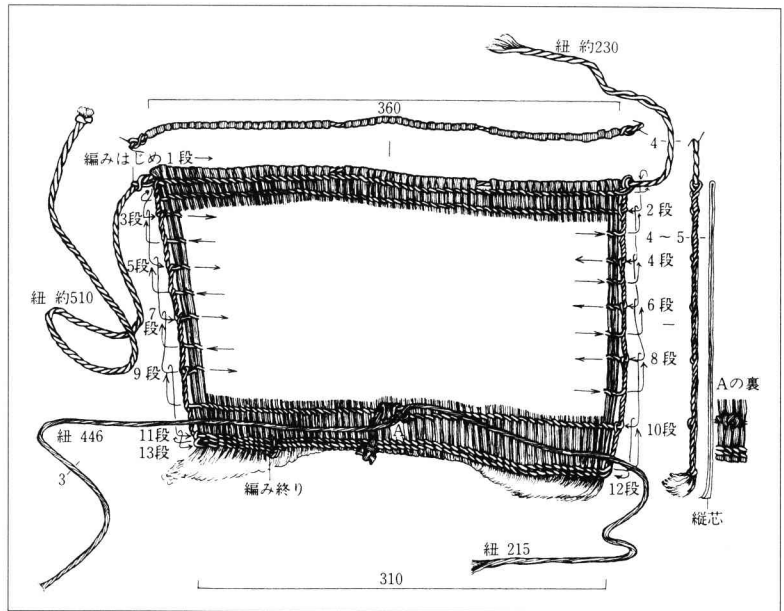 紐 約230
360
4
編みはじめ1段→
2段
3段
4～5
4段
5段
紐 約510
6段
7
段
8段
9段
Aの裏
A
紐 446
11段
10段
13段
3
編み終り
12段
縦芯
紐 215
310